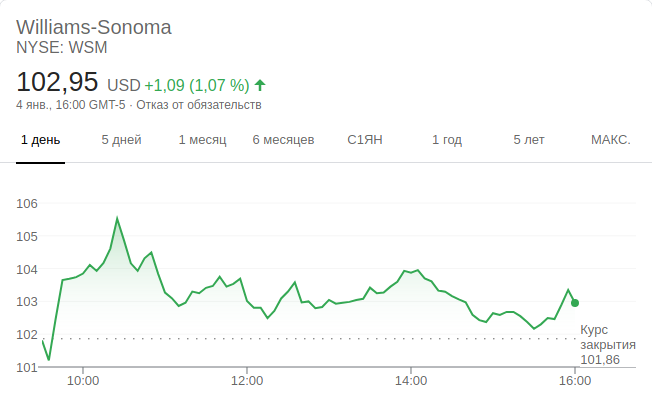 Williams-Sonoma
NYSE: WSM
102,95 USD +1,09 (1,07 %)
4 янв., 16:00 GMT-5 · Отказ от обязательств
1 день 5 дней 1 месяц 6 месяцев С1ЯН 1 год 5 лет МАКС.
106
105
104
103
102
101
Курс
закрытия
101,86
10:00 12:00 14:00 16:00